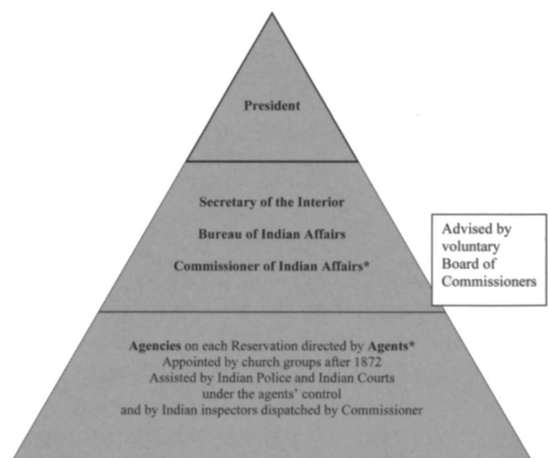 President
Secretary of the Interior
Bureau of Indian Affairs
Commissioner of Indian Affairs*
Advised by
voluntary
Board of
Commissioners
Agencies on each Reservation directed by Agents*
Appointed by church groups after 1872
Assisted by Indian Police and Indian Courts
under the agents' control
and by Indian inspectors dispatched by Commissioner